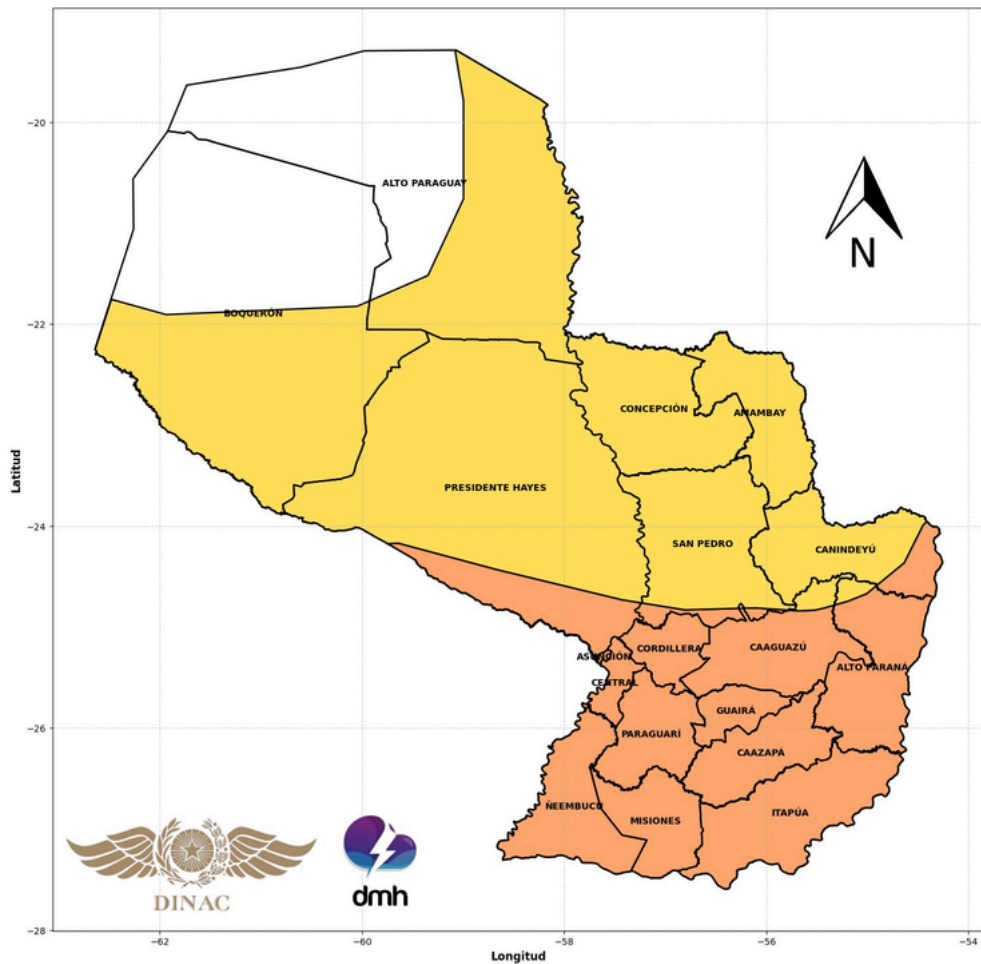 −20
ALTO PARAGUAY
N
−22
BOQUERÓN
CONCEPCIÓN
AMAMBAY
Latitud
PRESIDENTE HAYES
−24
SAN PEDRO
CANINDEYÚ
ASUNCIÓN
CORDILLERA
CAAGUAZÚ
ALTO PARANÁ
CENTRAL
GUAIRÁ
−26
PARAGUARÍ
CAAZAPÁ
ÑEEMBUCÚ
MISIONES
ITAPÚA
DINAC
dmh
−28
−62
−60
−58
−56
−54
Longitud